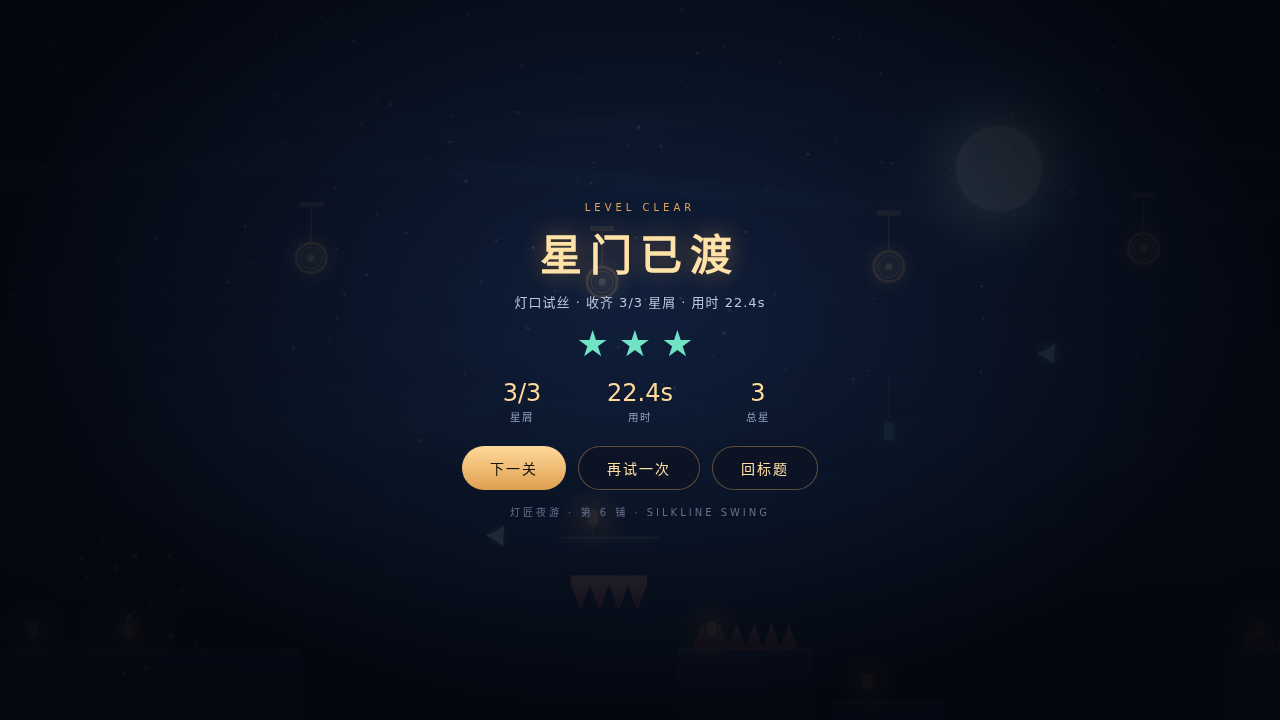 LEVEL CLEAR
星门已渡
灯口试丝 · 收齐 3/3 星屑 · 用时 22.4s
★ ★ ★
3/3 22.4s 3
星屑 用时 总星
下一关 再试一次 回标题
灯匠夜游 · 第 6 铺 · SILKLINE SWING